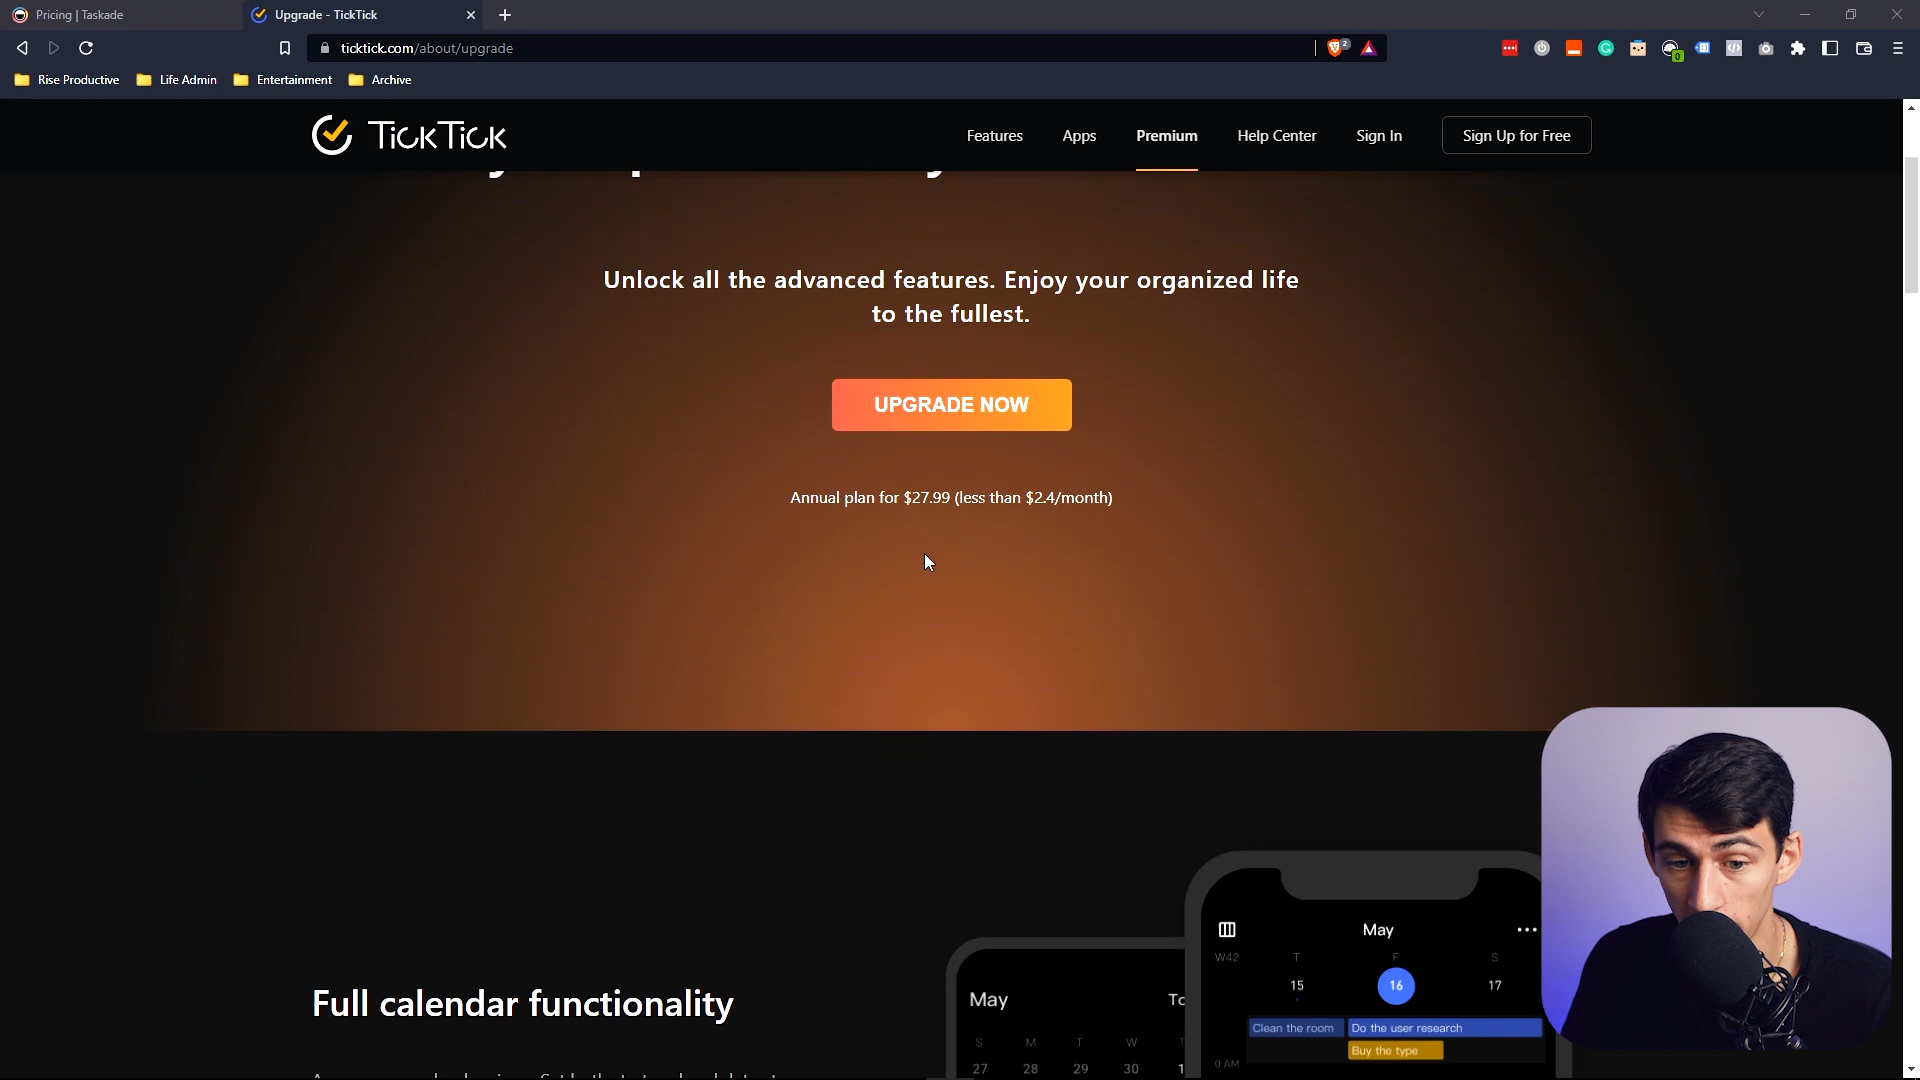 Pricing | Taskade
Upgrade - TickTick
ticktick.com/about/upgrade
2
0
Rise Productive
Life Admin
Entertainment
Archive
TickTick
Features
Apps
Premium
Help Center
Sign In
Sign Up for Free
Unlock all the advanced features. Enjoy your organized life
to the fullest.
UPGRADE NOW
Annual plan for $27.99 (less than $2.4/month)
Full calendar functionality
May
S M T W T
27 28 29 30
May
W42 T F S
15 16 17
Clean the room
Do the user research
Buy the type
0 AM